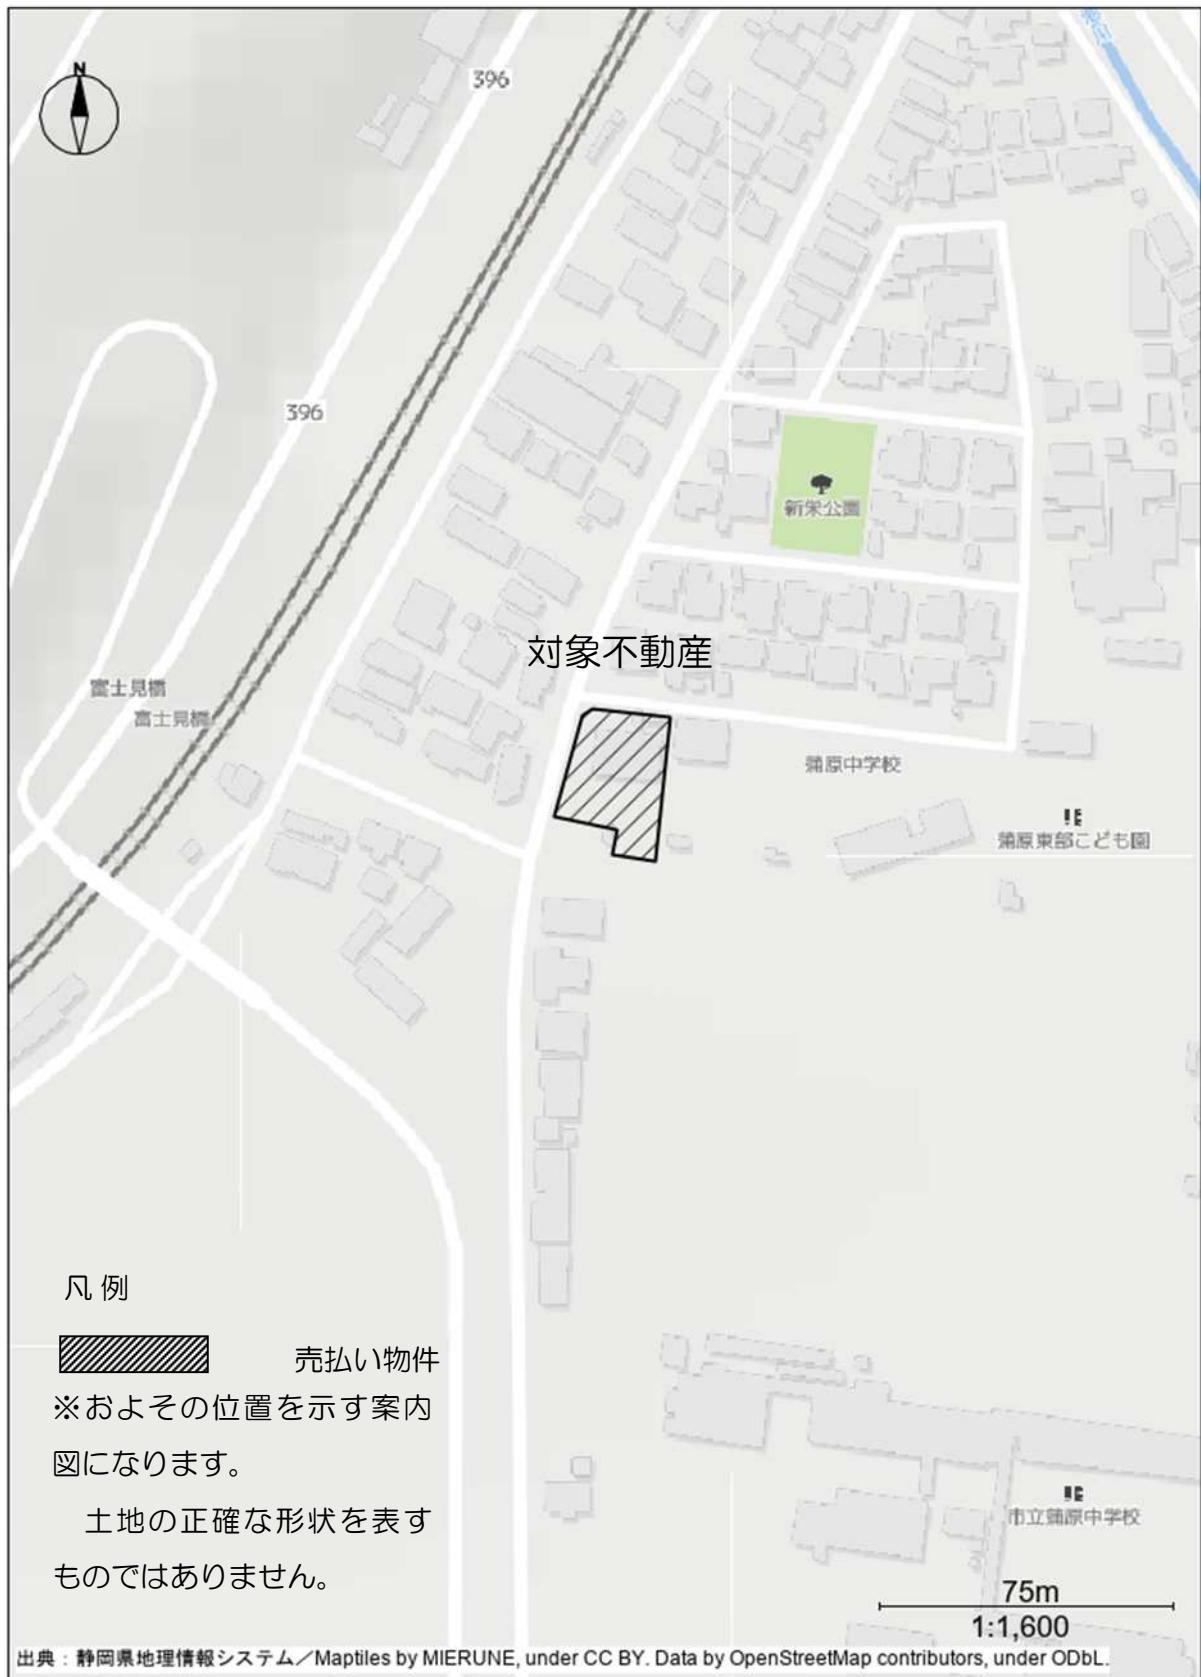 N
396
396
新栄公園
対象不動産
富士見橋
富士見橋
蒲原中学校
蒲原東部こども園
凡 例
売払い物件
※およその位置を示す案内
図になります。
土地の正確な形状を表す
ものではありません。
市立蒲原中学校
75m
1:1,600
出典:静岡県地理情報システム/Maptiles by MIERUNE, under CC BY. Data by OpenStreetMap contributors, under ODbL.